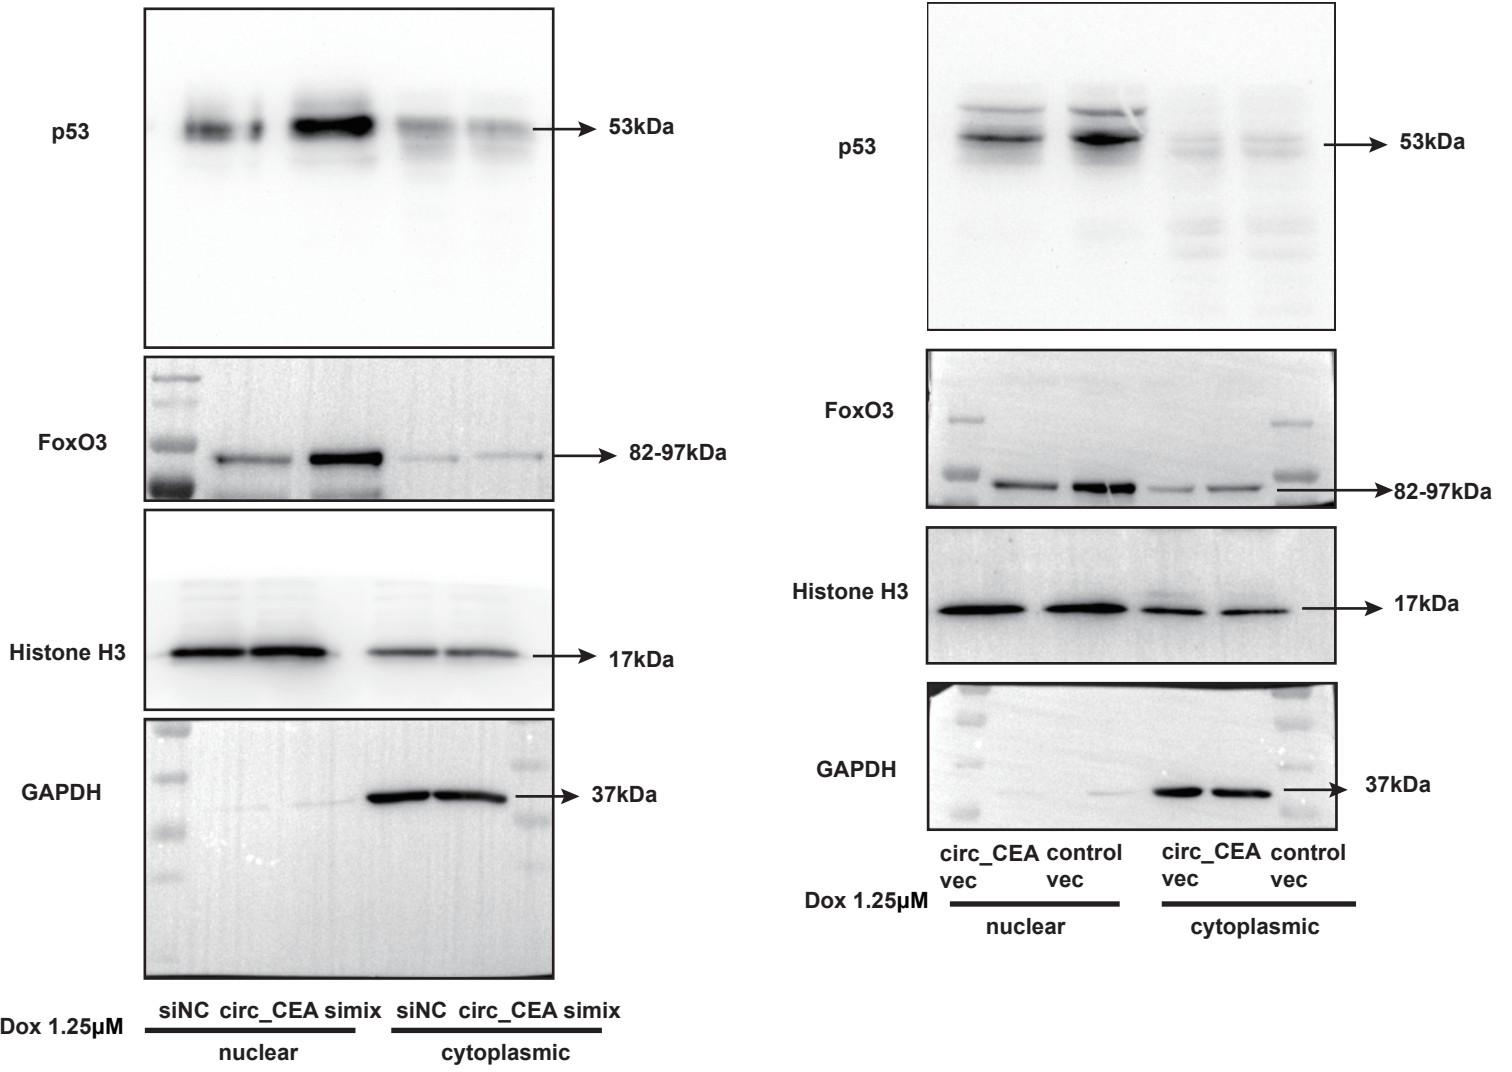 p53
53kDa
FoxO3
82-97kDa
Histone H3
17kDa
GAPDH
37kDa
siNC circ_CEA simix siNC circ_CEA simix
Dox 1.25µM
nuclear cytoplasmic
p53
53kDa
FoxO3
82-97kDa
Histone H3
17kDa
GAPDH
37kDa
circ_CEA control circ_CEA control
vec vec vec vec
Dox 1.25µM
nuclear cytoplasmic